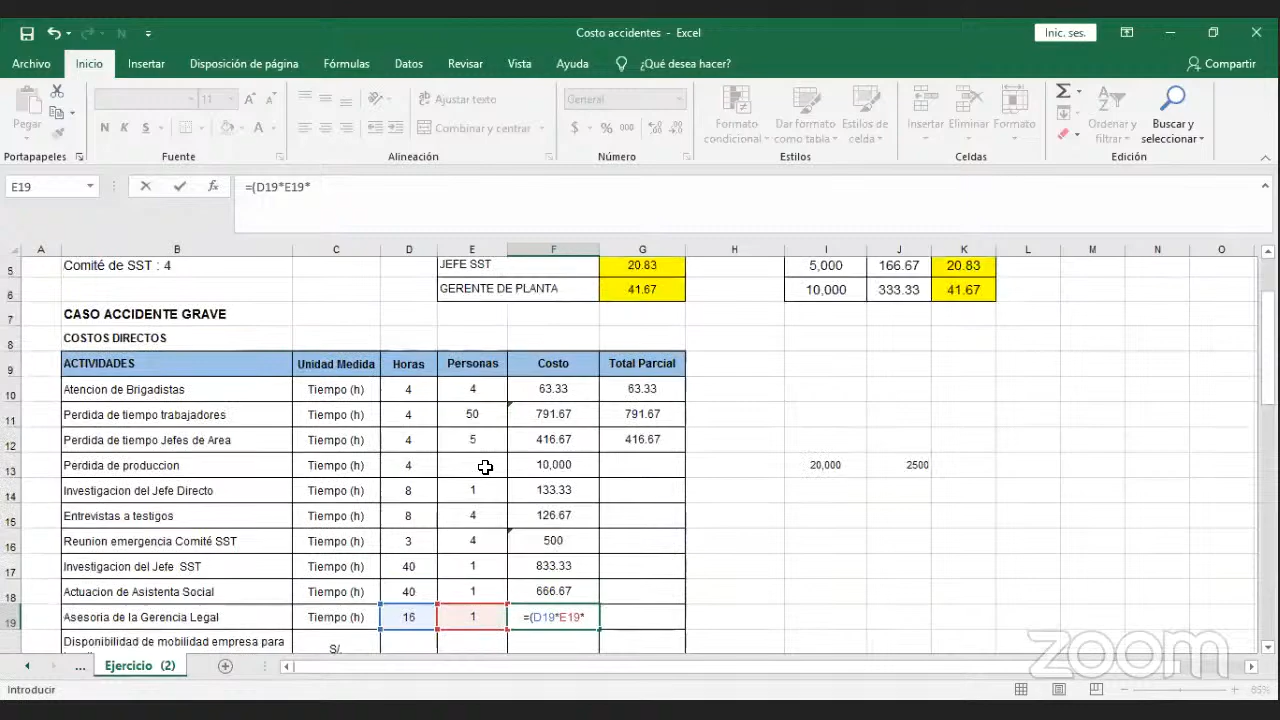 Costo accidentes - Excel
Inic. ses.
Archivo Inicio Insertar Disposición de página Fórmulas Datos Revisar Vista Ayuda ¿Qué desea hacer? Compartir
Pegar
11 A A
Ajustar texto
General
N K S A
Combinar y centrar
$ % 000
Formato condicional
Dar formato como tabla
Estilos de celda
Insertar Eliminar Formato
Ordenar y filtrar
Buscar y seleccionar
Portapapeles Fuente Alineación Número Estilos Celdas Edición
E19 fx =(D19*E19*
A B C D E F G H I J K L M N O
5 Comité de SST : 4 JEFE SST 20.83 5,000 166.67 20.83
6 GERENTE DE PLANTA 41.67 10,000 333.33 41.67
7 CASO ACCIDENTE GRAVE
8 COSTOS DIRECTOS
9 ACTIVIDADES Unidad Medida Horas Personas Costo Total Parcial
10 Atencion de Brigadistas Tiempo (h) 4 4 63.33 63.33
11 Perdida de tiempo trabajadores Tiempo (h) 4 50 791.67 791.67
12 Perdida de tiempo Jefes de Area Tiempo (h) 4 5 416.67 416.67
13 Perdida de produccion Tiempo (h) 4 10,000 20,000 2500
14 Investigacion del Jefe Directo Tiempo (h) 8 1 133.33
15 Entrevistas a testigos Tiempo (h) 8 4 126.67
16 Reunion emergencia Comité SST Tiempo (h) 3 4 500
17 Investigacion del Jefe SST Tiempo (h) 40 1 833.33
18 Actuacion de Asistenta Social Tiempo (h) 40 1 666.67
19 Asesoria de la Gerencia Legal Tiempo (h) 16 1 =(D19*E19*
Disponibilidad de mobilidad empresa para
S/.
zoom
... Ejercicio (2)
Introducir
85%